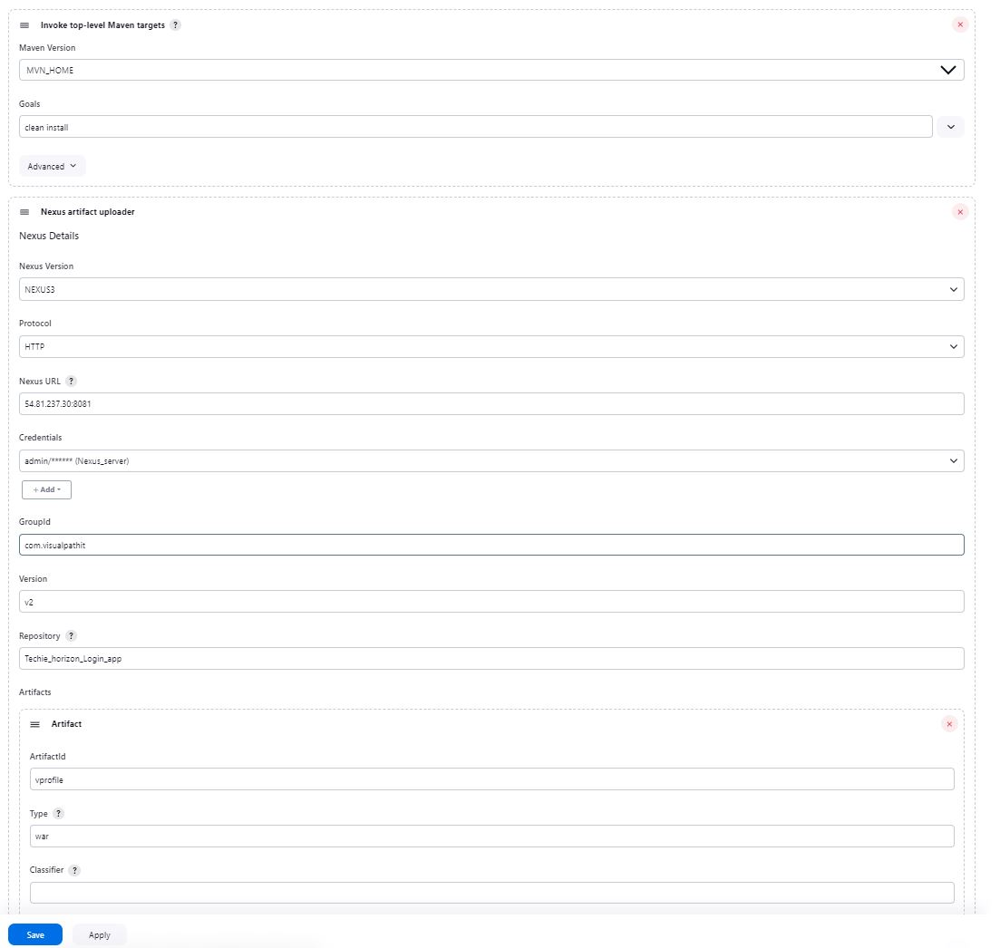 Invoke top-level Maven targets ?
Maven Version
MVN_HOME
Goals
clean install
Advanced
Nexus artifact uploader
Nexus Details
Nexus Version
NEXUS3
Protocol
HTTP
Nexus URL ?
54.81.237.30:8081
Credentials
admin/****** (Nexus_server)
+ Add
GroupId
com.visualpathit
Version
v2
Repository ?
Techie_horizon_Login_app
Artifacts
Artifact
ArtifactId
vprofile
Type ?
war
Classifier ?
Save Apply